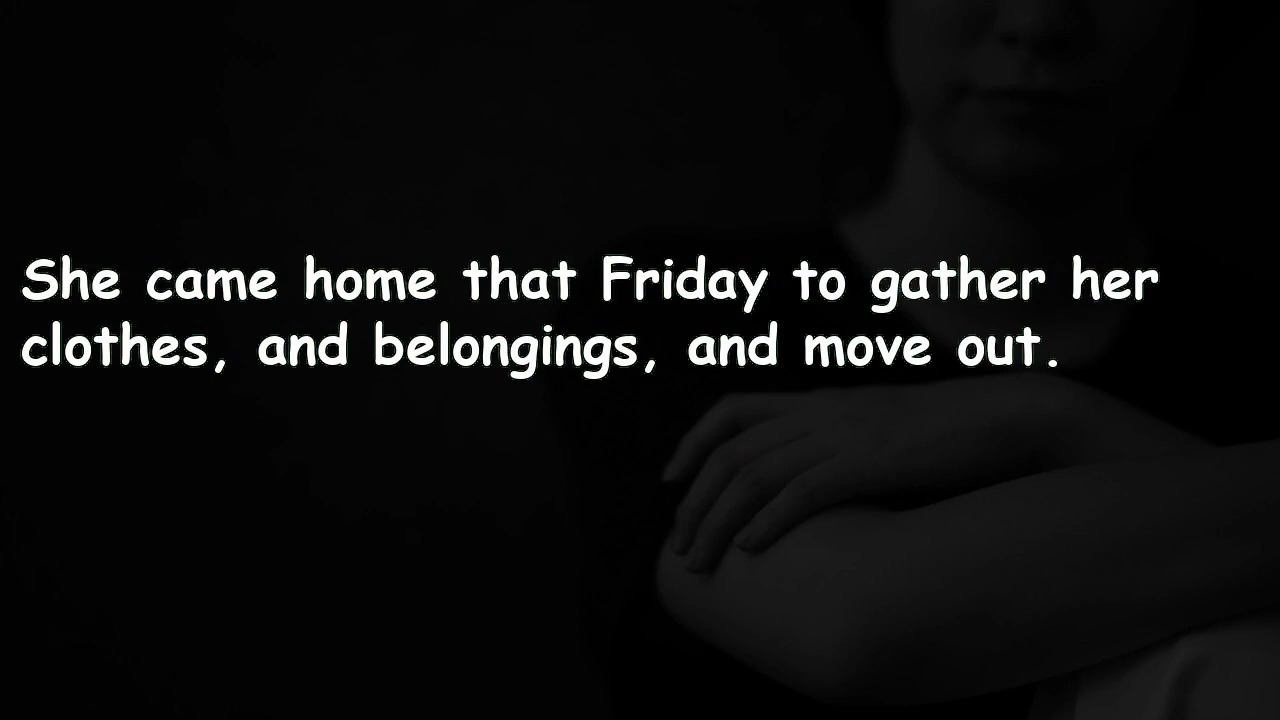 She came home that Friday to gather her
clothes, and belongings, and move out.